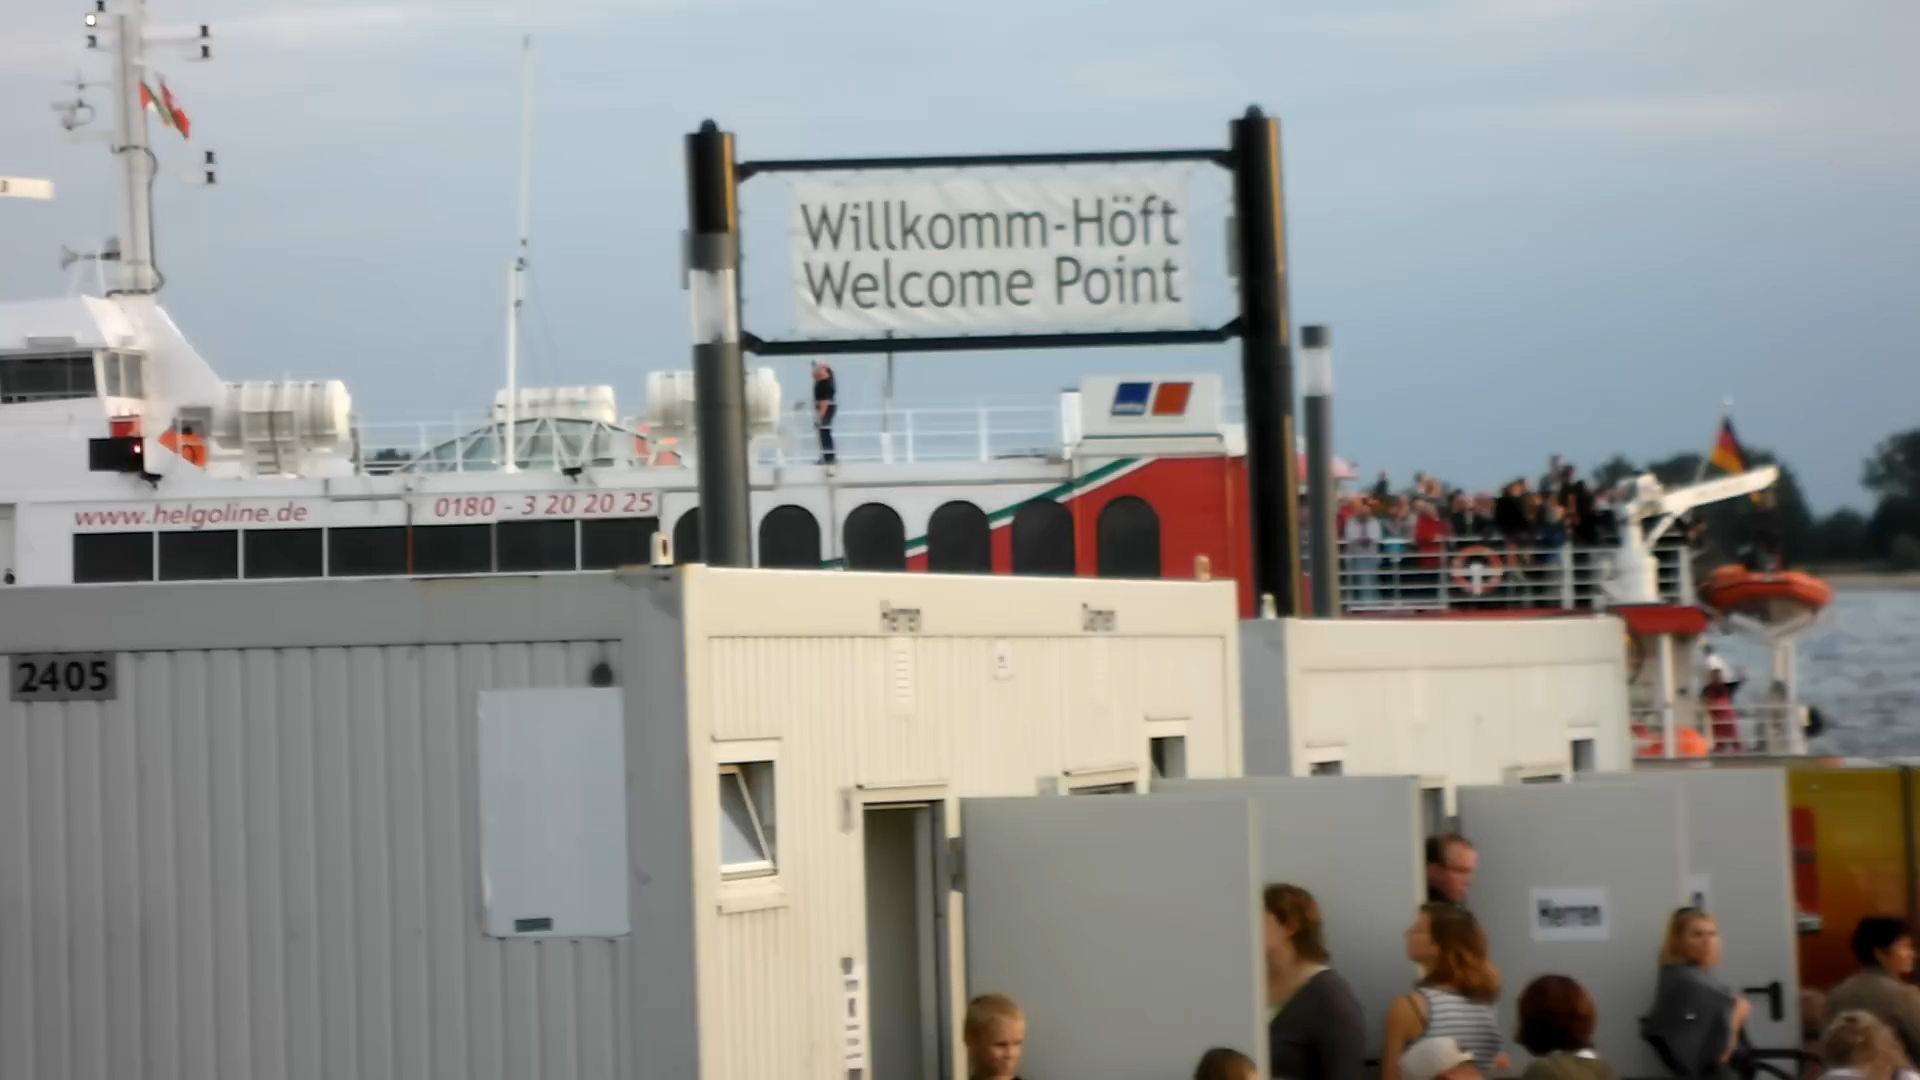 Willkomm-Höft
Welcome Point
www.helgoline.de
0180 - 3 20 20 25
Herren
Damen
2405
Herren